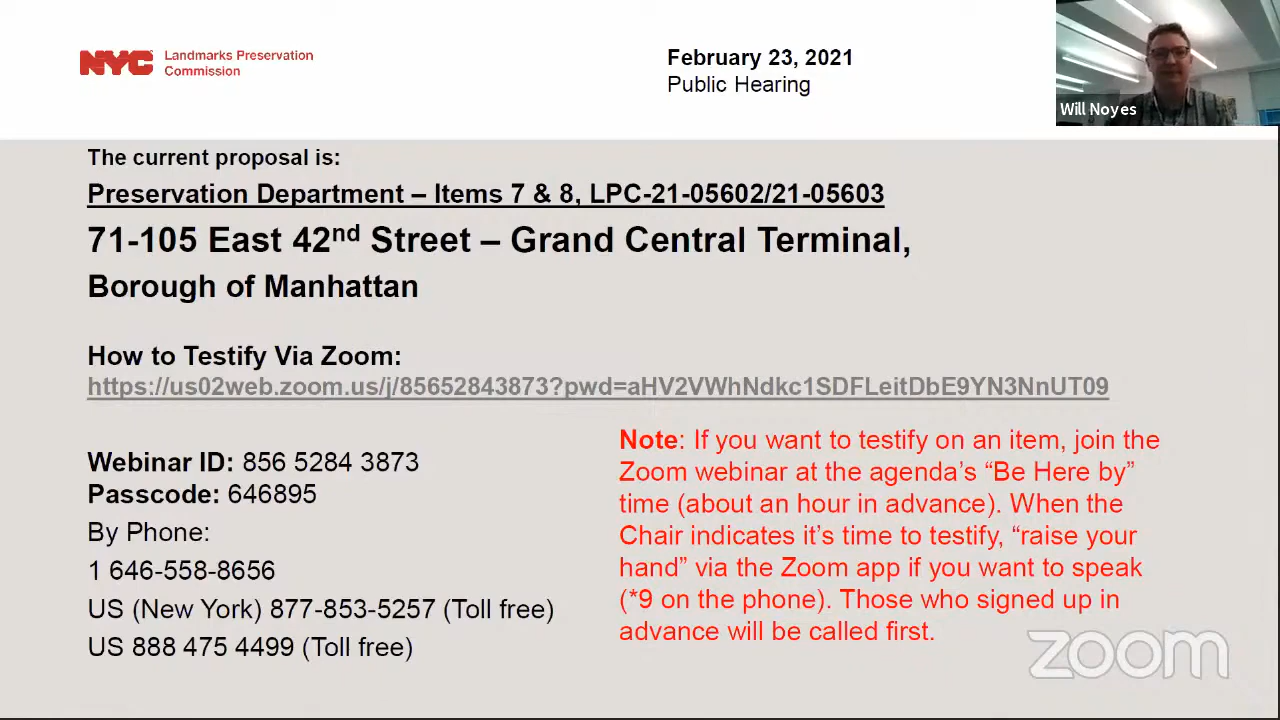 NYC Landmarks Preservation
Commission
February 23, 2021
Public Hearing
Will Noyes
The current proposal is:
Preservation Department – Items 7 & 8, LPC-21-05602/21-05603
71-105 East 42nd Street – Grand Central Terminal,
Borough of Manhattan
How to Testify Via Zoom:
https://us02web.zoom.us/j/85652843873?pwd=aHV2VWhNdkc1SDFLeitDbE9YN3NnUT09
Webinar ID: 856 5284 3873
Passcode: 646895
By Phone:
1 646-558-8656
US (New York) 877-853-5257 (Toll free)
US 888 475 4499 (Toll free)
Note: If you want to testify on an item, join the
Zoom webinar at the agenda’s “Be Here by”
time (about an hour in advance). When the
Chair indicates it’s time to testify, “raise your
hand” via the Zoom app if you want to speak
(*9 on the phone). Those who signed up in
advance will be called first.
zoom